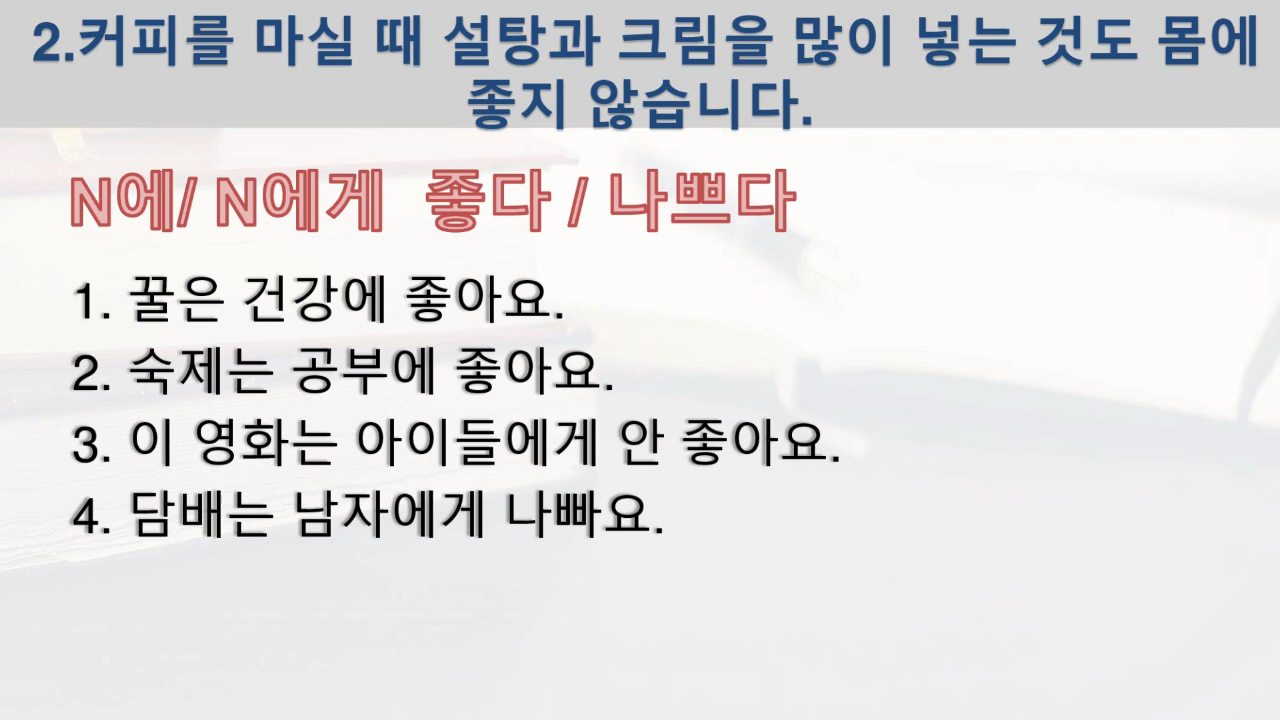 2.커피를 마실 때 설탕과 크림을 많이 넣는 것도 몸에
좋지 않습니다.
N에/ N에게 좋다 / 나쁘다
1. 꿀은 건강에 좋아요.
2. 숙제는 공부에 좋아요.
3. 이 영화는 아이들에게 안 좋아요.
4. 담배는 남자에게 나빠요.